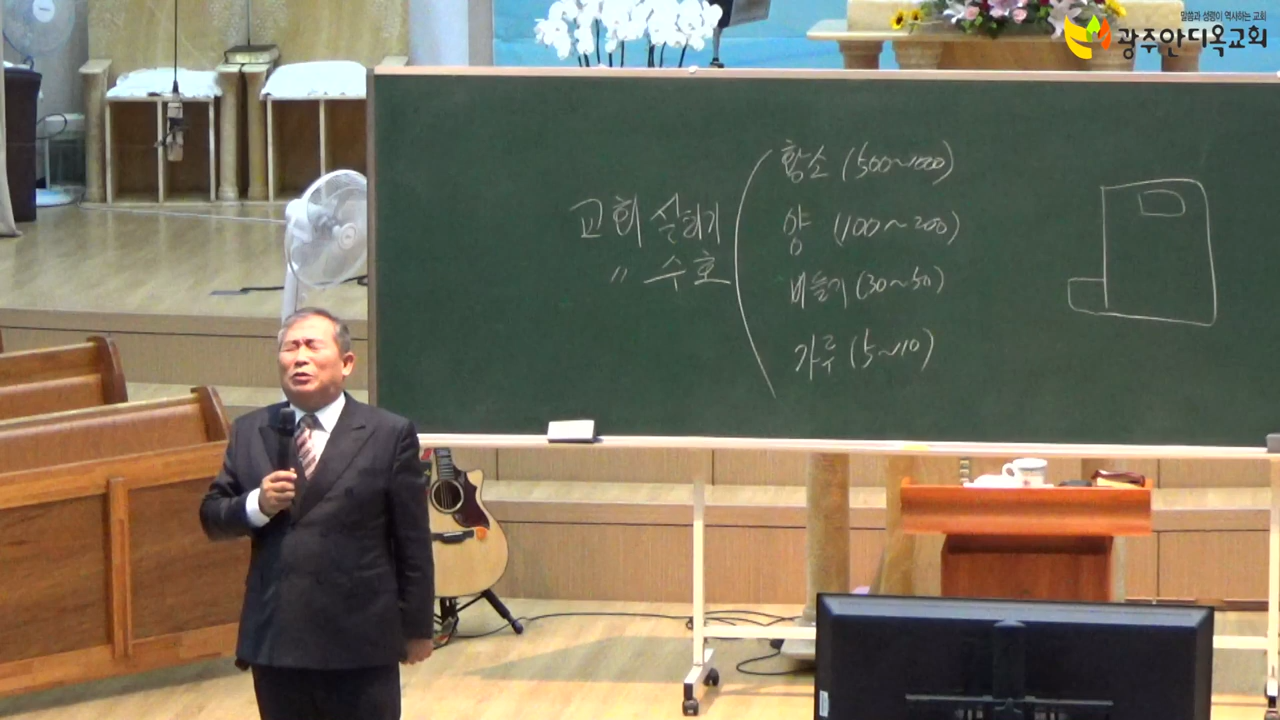 말씀과 성령이 역사하는 교회
광주안디옥교회
교회 살리기
〃 수호
황소 (500~1000)
양 (100~200)
비둘기 (30~50)
가루 (5~10)